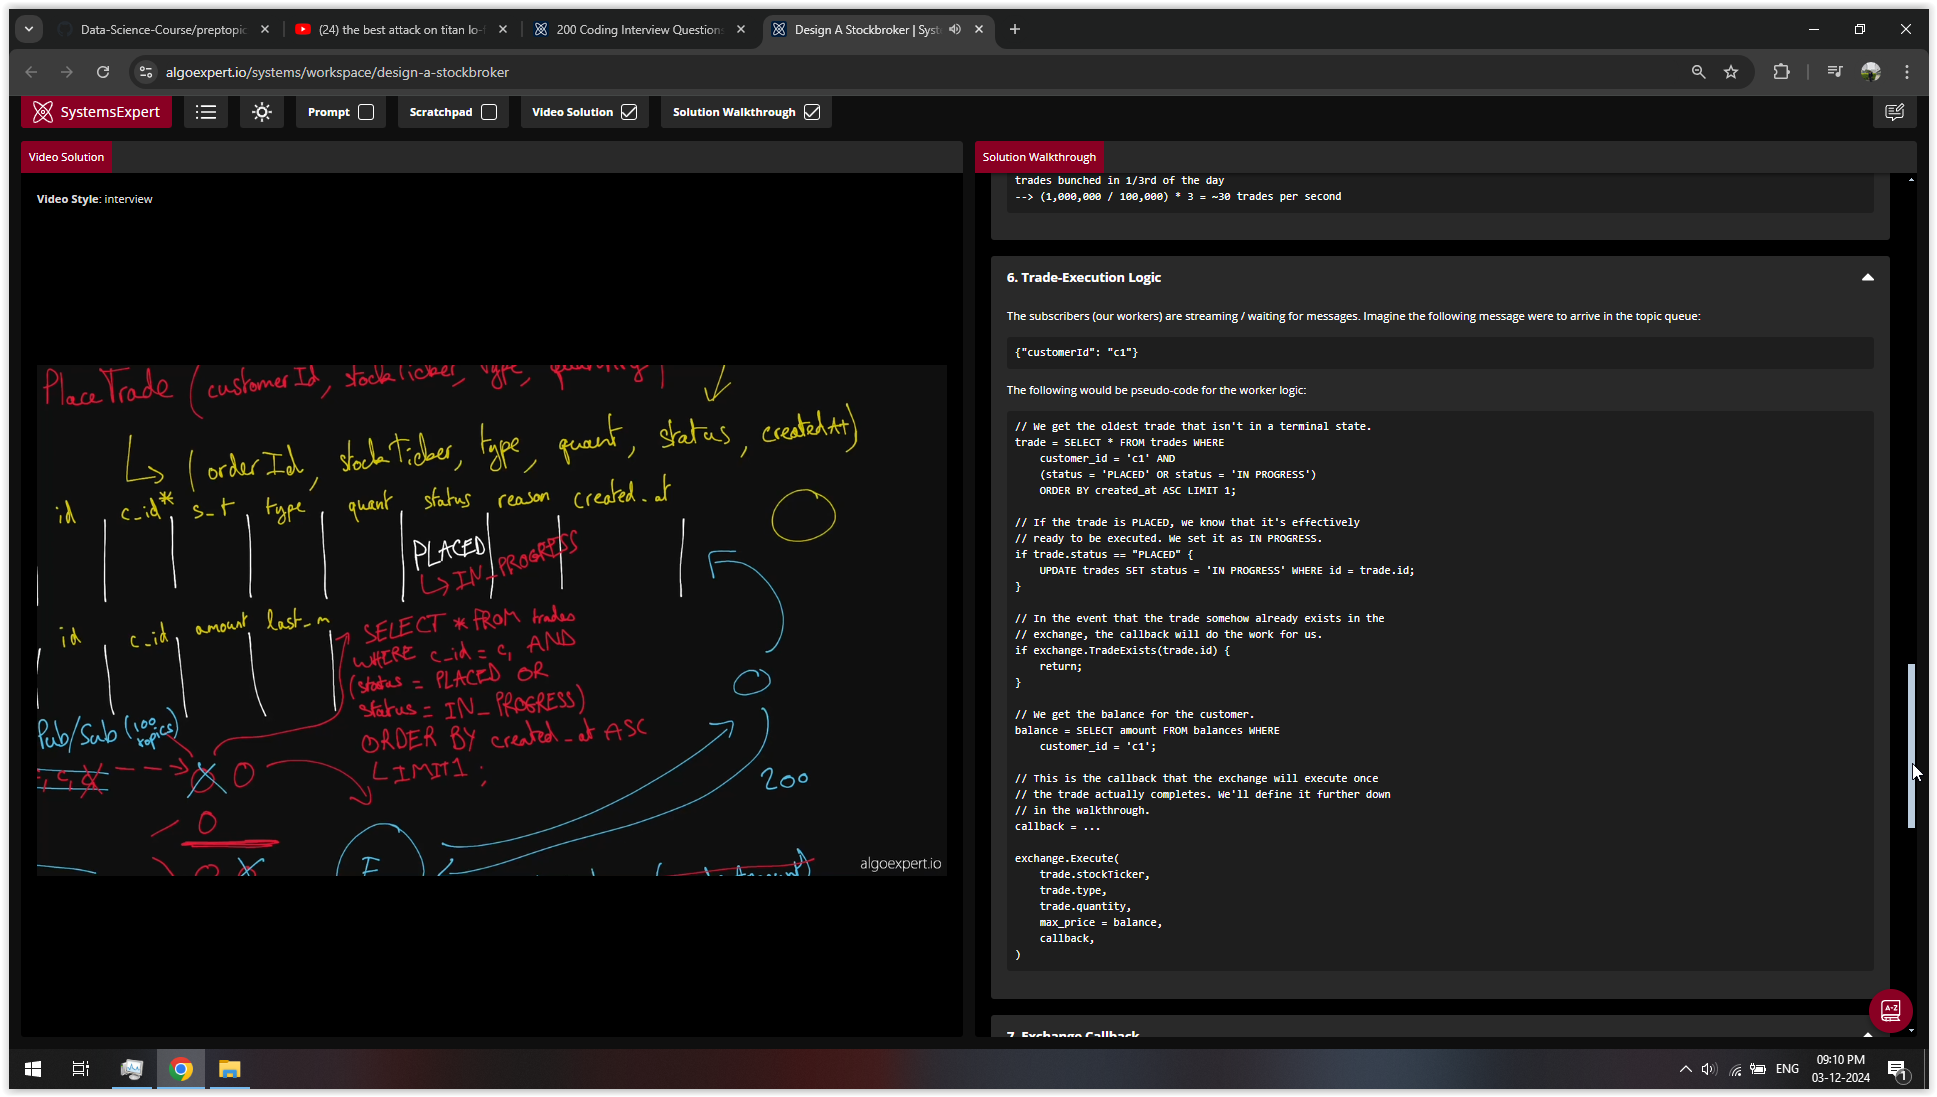 Data-Science-Course/preptopic
(24) the best attack on titan lo-f
200 Coding Interview Question
Design A Stockbroker | Syst
algoexpert.io/systems/workspace/design-a-stockbroker
SystemsExpert
Prompt
Scratchpad
Video Solution
Solution Walkthrough
Video Solution
Video Style: interview
PlaceTrade (customerId, stockTicker, type, quantity)
(orderId, stockTicker, type, quant, status, createdAt)
id c_id* s_t type quant status reason created_at
PLACED
IN_PROGRESS
id c_id amount last_m
SELECT * FROM trades
WHERE c_id = c, AND
(status = PLACED OR
status = IN_PROGRESS)
ORDER BY created_at ASC
LIMIT 1;
Pub/Sub (100 topics)
200
E
algoexpert.io
Solution Walkthrough
trades bunched in 1/3rd of the day
--> (1,000,000 / 100,000) * 3 = ~30 trades per second
6. Trade-Execution Logic
The subscribers (our workers) are streaming / waiting for messages. Imagine the following message were to arrive in the topic queue:
{"customerId": "c1"}
The following would be pseudo-code for the worker logic:
// We get the oldest trade that isn't in a terminal state.
trade = SELECT * FROM trades WHERE
customer_id = 'c1' AND
(status = 'PLACED' OR status = 'IN PROGRESS')
ORDER BY created_at ASC LIMIT 1;
// If the trade is PLACED, we know that it's effectively
// ready to be executed. We set it as IN PROGRESS.
if trade.status == "PLACED" {
UPDATE trades SET status = 'IN PROGRESS' WHERE id = trade.id;
}
// In the event that the trade somehow already exists in the
// exchange, the callback will do the work for us.
if exchange.TradeExists(trade.id) {
return;
}
// We get the balance for the customer.
balance = SELECT amount FROM balances WHERE
customer_id = 'c1';
// This is the callback that the exchange will execute once
// the trade actually completes. We'll define it further down
// in the walkthrough.
callback = ...
exchange.Execute(
trade.stockTicker,
trade.type,
trade.quantity,
max_price = balance,
callback,
)
7. Exchange Callback
A-Z
ENG
09:10 PM
03-12-2024
1